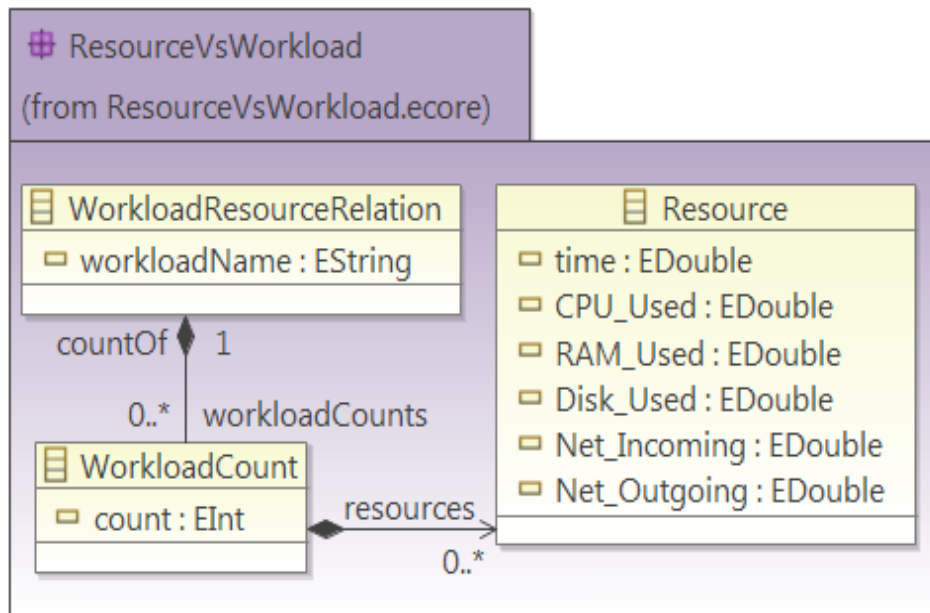 ResourceVsWorkload
(from ResourceVsWorkload.ecore)
WorkloadResourceRelation
workloadName : EString
countOf 1
0..* workloadCounts
WorkloadCount
count : EInt
resources
0..*
Resource
time : EDouble
CPU_Used : EDouble
RAM_Used : EDouble
Disk_Used : EDouble
Net_Incoming : EDouble
Net_Outgoing : EDouble